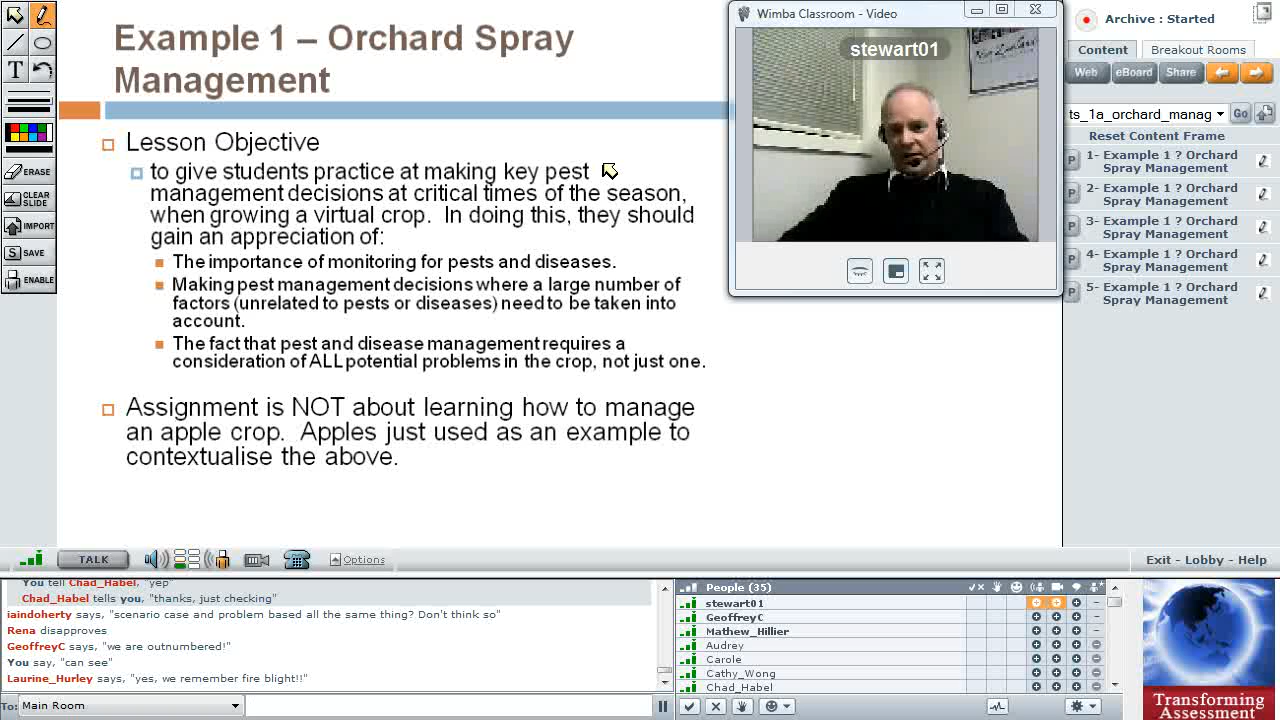 Example 1 – Orchard Spray
Management
Lesson Objective
to give students practice at making key pest
management decisions at critical times of the season,
when growing a virtual crop. In doing this, they should
gain an appreciation of:
The importance of monitoring for pests and diseases.
Making pest management decisions where a large number of
factors (unrelated to pests or diseases) need to be taken into
account.
The fact that pest and disease management requires a
consideration of ALL potential problems in the crop, not just one.
Assignment is NOT about learning how to manage
an apple crop. Apples just used as an example to
contextualise the above.
T
ERASE
CLEAR
SLIDE
IMPORT
SAVE
ENABLE
Wimba Classroom - Video
stewart01
Archive : Started
Content
Breakout Rooms
Web
eBoard
Share
ts_1a_orchard_manag
Go
Reset Content Frame
P
1- Example 1 ? Orchard
Spray Management
P
2- Example 1 ? Orchard
Spray Management
P
3- Example 1 ? Orchard
Spray Management
P
4- Example 1 ? Orchard
Spray Management
P
5- Example 1 ? Orchard
Spray Management
TALK
Options
Exit - Lobby - Help
You tell Chad_Habel, "yep"
Chad_Habel tells you, "thanks, just checking"
iaindoherty says, "scenario case and problem based all the same thing? Don't think so"
Rena disapproves
GeoffreyC says, "we are outnumbered!"
You say, "can see"
Laurine_Hurley says, "yes, we remember fire blight!!"
To:
Main Room
People (35)
stewart01
GeoffreyC
Mathew_Hillier
Audrey
Carole
Cathy_Wong
Chad_Habel
Transforming
Assessment